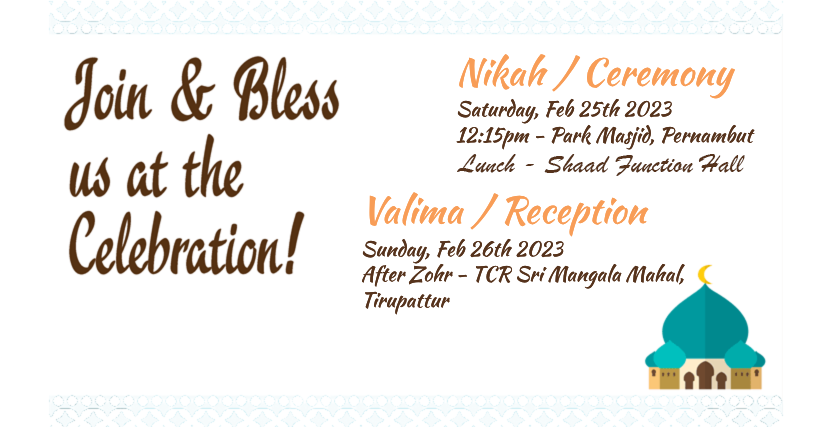 Join & Bless
us at the
Celebration!
Nikah / Ceremony
Saturday, Feb 25th 2023
12:15pm - Park Masjid, Pernambut
Lunch - Shaad Function Hall
Valima / Reception
Sunday, Feb 26th 2023
After Zohr - TCR Sri Mangala Mahal,
Tirupattur